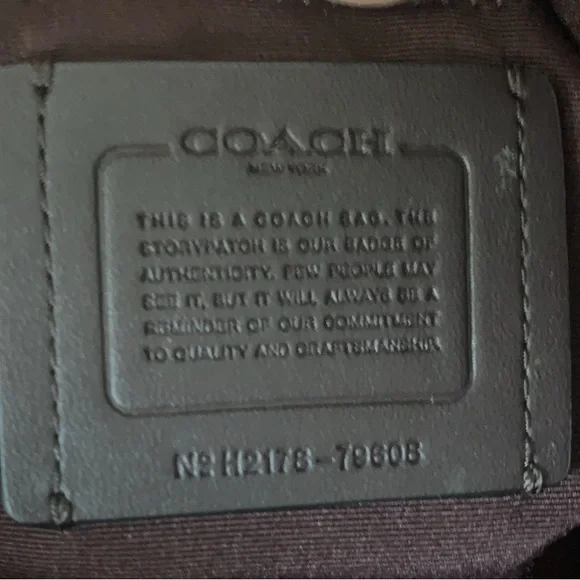 COACH
NEW YORK
THIS IS A COACH BAG. THE
STORYPATCH IS OUR BADGE OF
AUTHENTICITY. FEW PEOPLE MAY
SEE IT, BUT IT WILL ALWAYS BE A
REMINDER OF OUR COMMITMENT
TO QUALITY AND CRAFTSMANSHIP.
Nº H2178-79608